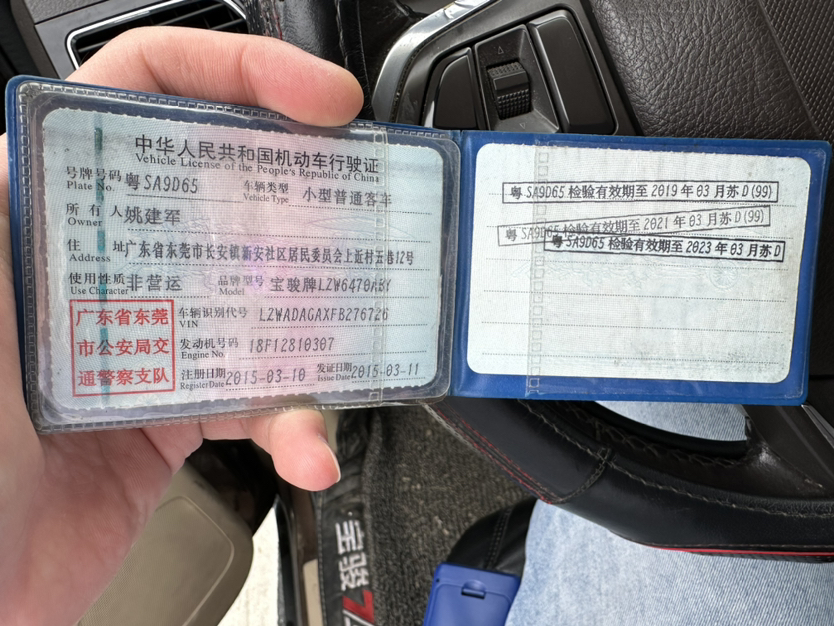 中华人民共和国机动车行驶证
Vehicle License of the People's Republic of China
号牌号码 粤SA9D65 车辆类型 小型普通客车
Plate No. Vehicle Type
所有人 姚建军
Owner
住址 广东省东莞市长安镇新安社区居民委员会上近村五巷12号
Address
使用性质 非营运 品牌型号 宝骏牌LZW6470ABY
Use Character Model
广东省东莞
市公安局交
通警察支队
车辆识别代号 LZWADAGAXFB276726
VIN
发动机号码 18F12810307
Engine No.
注册日期 2015-03-10 发证日期 2015-03-11
Register Date Issue Date
粤SA9D65 检验有效期至2019年03月苏D(99)
粤SA9D65 检验有效期至2021年03月苏D(99)
粤SA9D65 检验有效期至2023年03月苏D
宝骏7